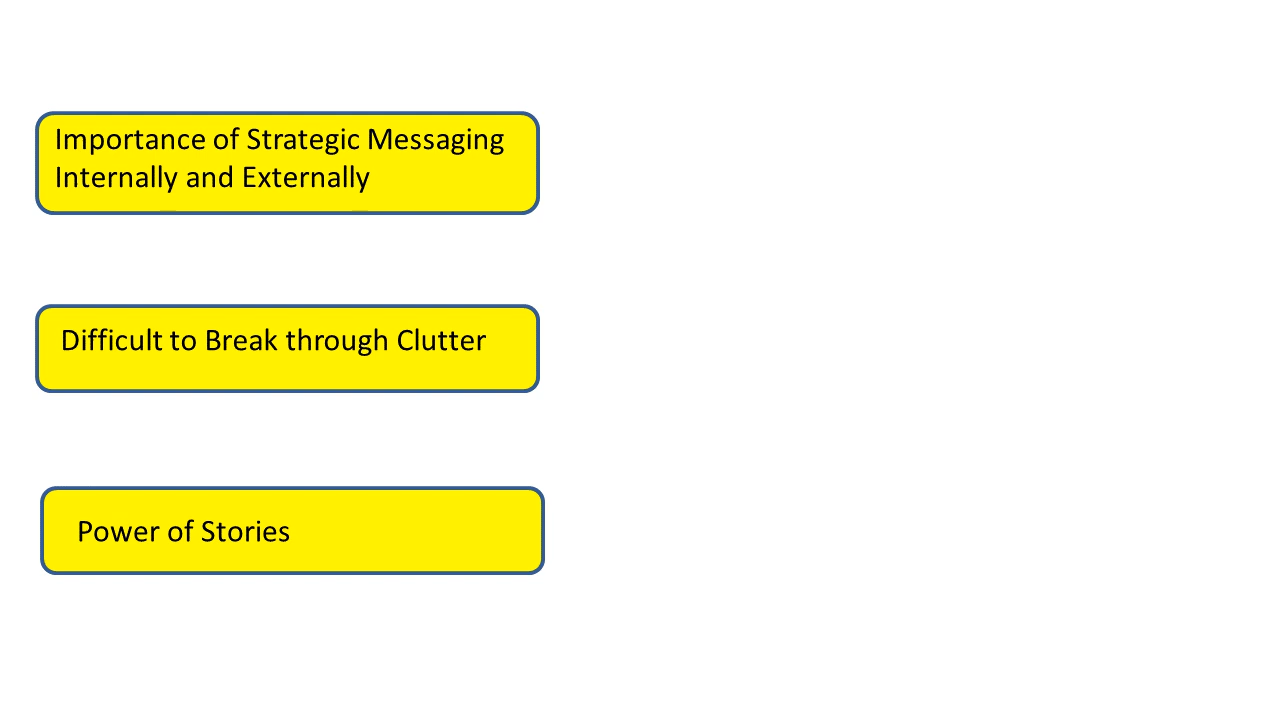 Importance of Strategic Messaging
Internally and Externally
Difficult to Break through Clutter
Power of Stories